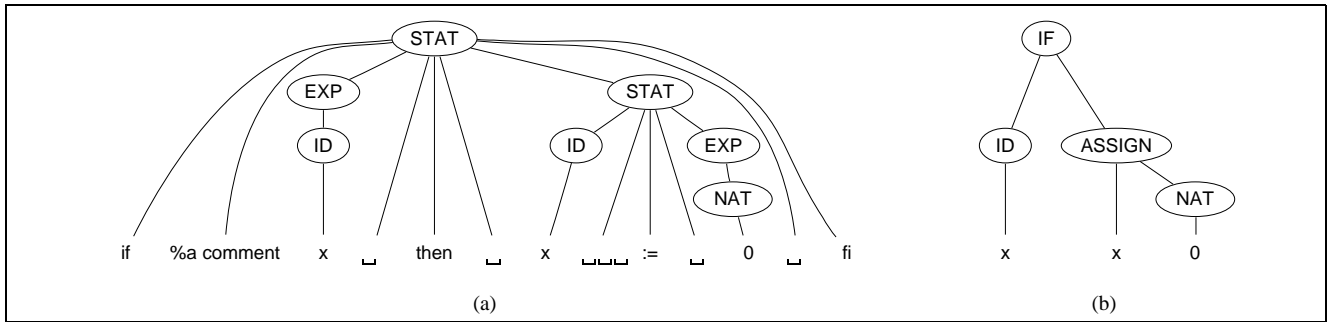 STAT IF
EXP STAT
ID ID EXP ID ASSIGN
NAT NAT
if %a comment x ␣ then ␣ x ␣␣␣ := ␣ 0 ␣ fi x x 0
(a) (b)